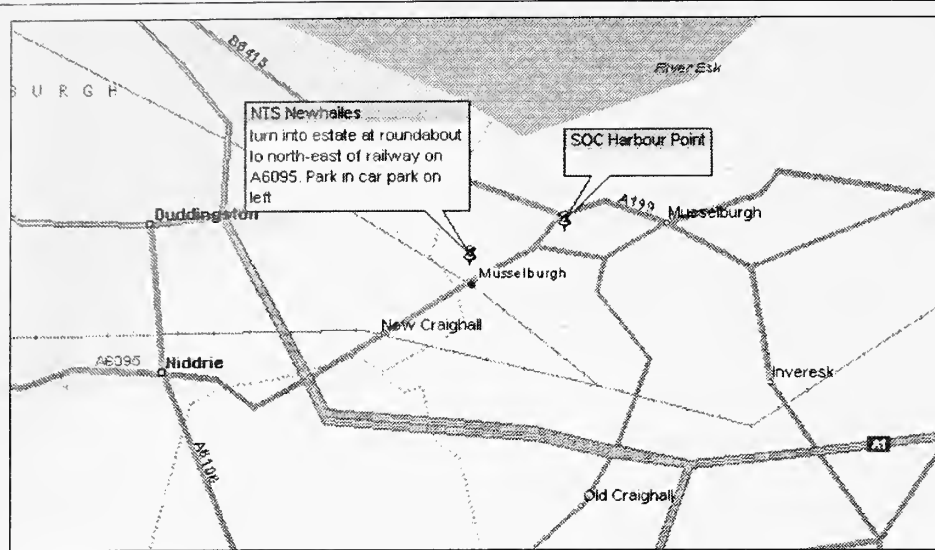 B6415
River Esk
B U R G H
NTS Newhailes
turn into estate at roundabout
to north-east of railway on
A6095. Park in car park on
left
SOC Harbour Point
Duddingston
A199
Musselburgh
Musselburgh
New Craighall
A6095
Niddrie
Inveresk
A6106
A1
Old Craighall